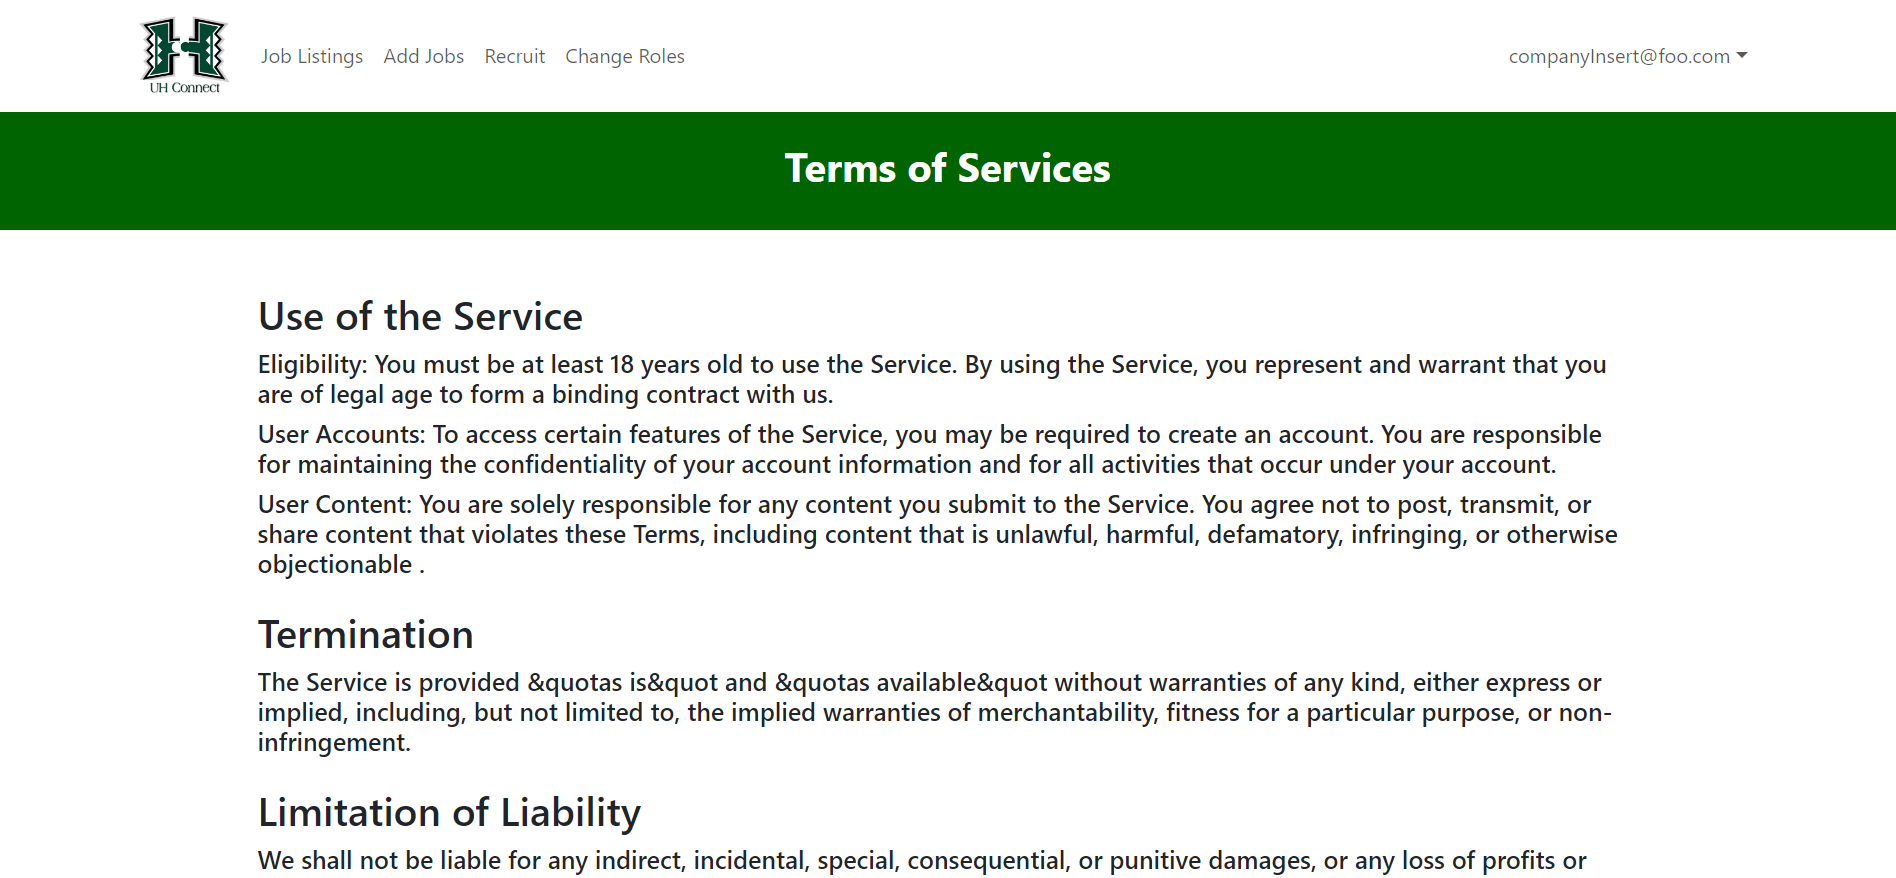 UH Connect
Job Listings Add Jobs Recruit Change Roles
companyInsert@foo.com
Terms of Services
Use of the Service
Eligibility: You must be at least 18 years old to use the Service. By using the Service, you represent and warrant that you
are of legal age to form a binding contract with us.
User Accounts: To access certain features of the Service, you may be required to create an account. You are responsible
for maintaining the confidentiality of your account information and for all activities that occur under your account.
User Content: You are solely responsible for any content you submit to the Service. You agree not to post, transmit, or
share content that violates these Terms, including content that is unlawful, harmful, defamatory, infringing, or otherwise
objectionable .
Termination
The Service is provided &quotas is&quot and &quotas available&quot without warranties of any kind, either express or
implied, including, but not limited to, the implied warranties of merchantability, fitness for a particular purpose, or non-
infringement.
Limitation of Liability
We shall not be liable for any indirect, incidental, special, consequential, or punitive damages, or any loss of profits or